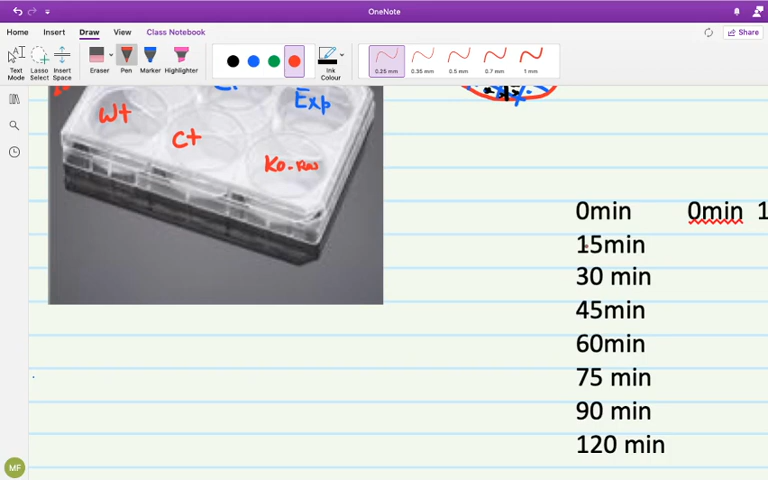 OneNote
Home Insert Draw View Class Notebook
Share
Text Mode
Lasso Select
Insert Space
Eraser
Pen
Marker
Highlighter
Ink Colour
0.25 mm
0.35 mm
0.5 mm
0.7 mm
1 mm
Exp
Wt
Ct
Ko-Rw
0min 0min 1
15min
30 min
45min
60min
75 min
90 min
120 min
MF